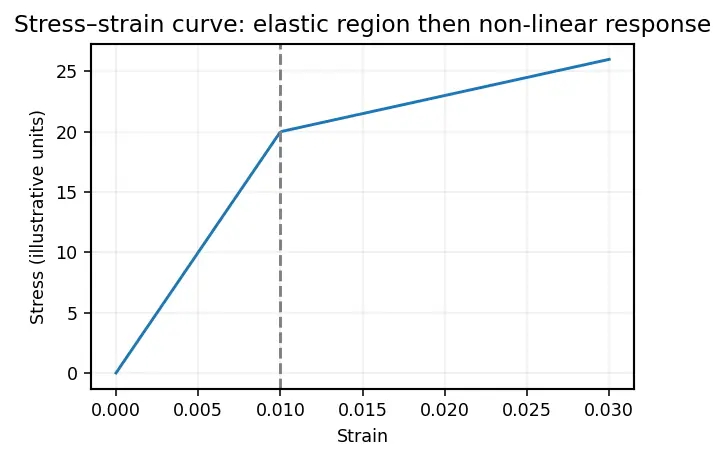 Stress–strain curve: elastic region then non-linear response
25
20
15
10
5
0
Stress (illustrative units)
0.000 0.005 0.010 0.015 0.020 0.025 0.030
Strain